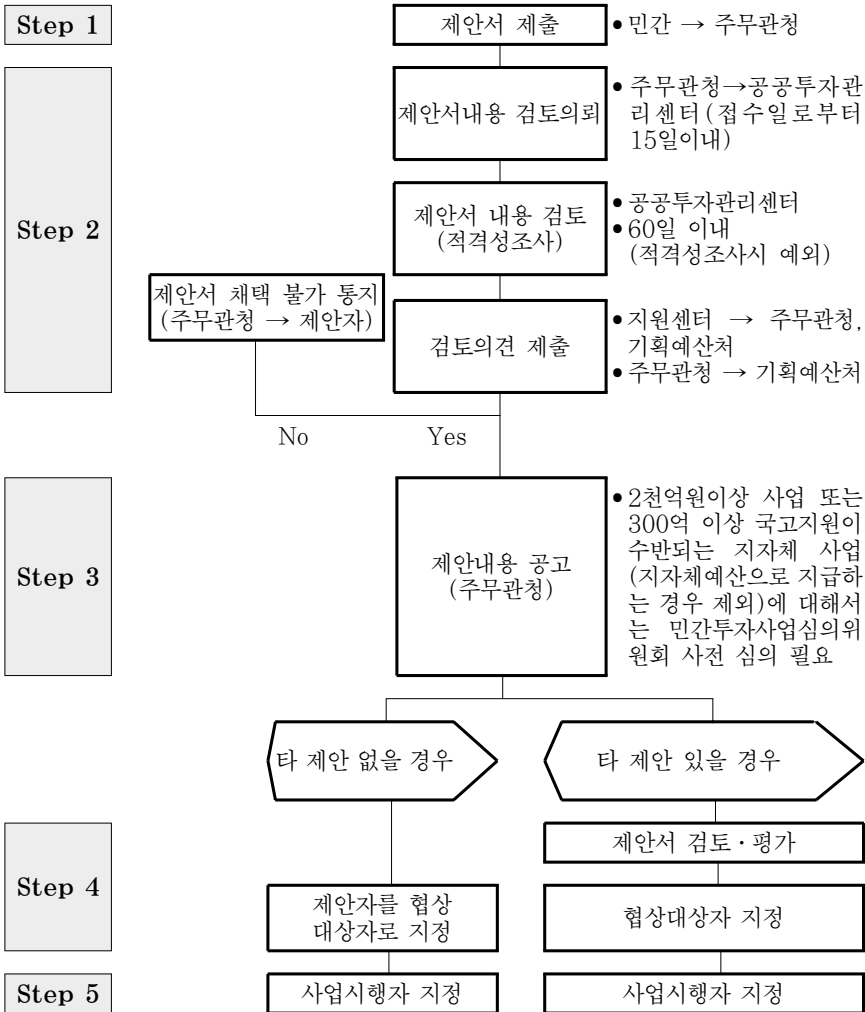 Step 1
제안서 제출
• 민간 → 주무관청
Step 2
제안서내용 검토의뢰
• 주무관청→공공투자관
리센터(접수일로부터
15일이내)
제안서 내용 검토
(적격성조사)
• 공공투자관리센터
• 60일 이내
(적격성조사시 예외)
제안서 채택 불가 통지
(주무관청 → 제안자)
검토의견 제출
• 지원센터 → 주무관청,
기획예산처
• 주무관청 → 기획예산처
No
Yes
Step 3
제안내용 공고
(주무관청)
• 2천억원이상 사업 또는
300억 이상 국고지원이
수반되는 지자체 사업
(지자체예산으로 지급하
는 경우 제외)에 대해서
는 민간투자사업심의위
원회 사전 심의 필요
타 제안 없을 경우
타 제안 있을 경우
Step 4
제안서 검토·평가
제안자를 협상
대상자로 지정
협상대상자 지정
Step 5
사업시행자 지정
사업시행자 지정